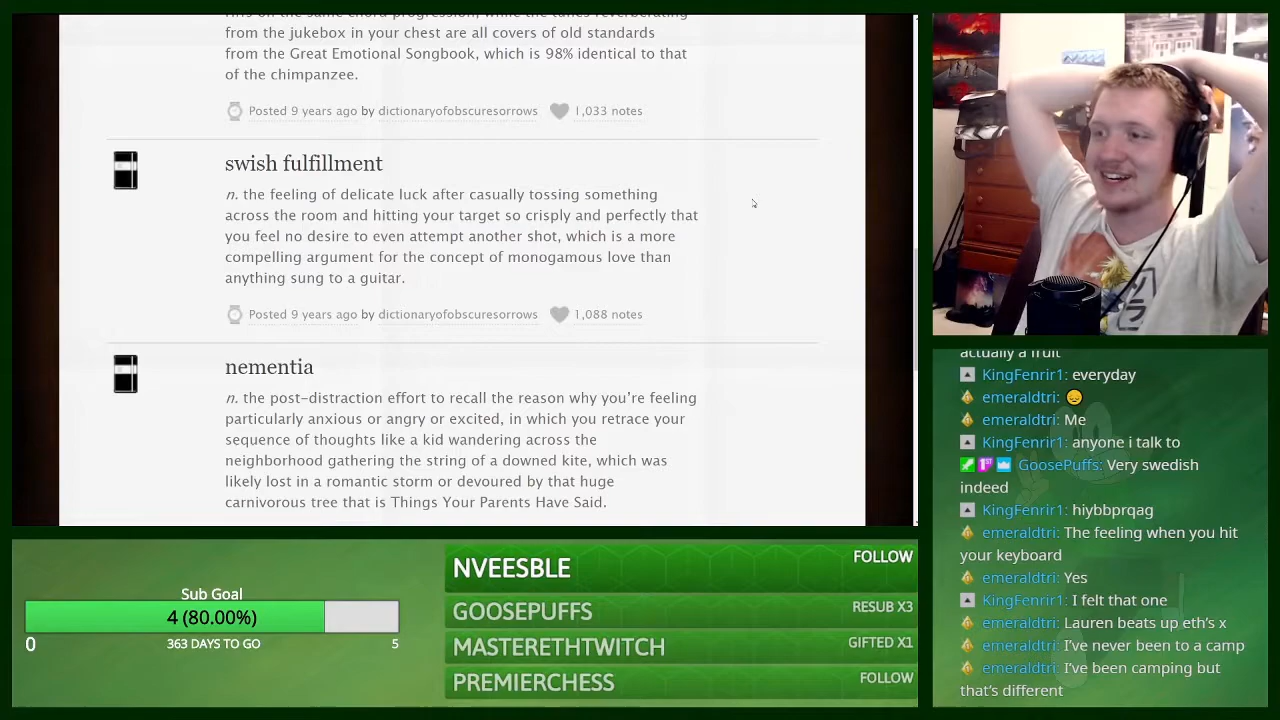 riffs on the same chord progression, while the tunes reverberating
from the jukebox in your chest are all covers of old standards
from the Great Emotional Songbook, which is 98% identical to that
of the chimpanzee.
Posted 9 years ago by dictionaryofobscuresorrows 1,033 notes
swish fulfillment
n. the feeling of delicate luck after casually tossing something
across the room and hitting your target so crisply and perfectly that
you feel no desire to even attempt another shot, which is a more
compelling argument for the concept of monogamous love than
anything sung to a guitar.
Posted 9 years ago by dictionaryofobscuresorrows 1,088 notes
nementia
n. the post-distraction effort to recall the reason why you’re feeling
particularly anxious or angry or excited, in which you retrace your
sequence of thoughts like a kid wandering across the
neighborhood gathering the string of a downed kite, which was
likely lost in a romantic storm or devoured by that huge
carnivorous tree that is Things Your Parents Have Said.
actually a fruit
KingFenrir1: everyday
emeraldtri: 😔
emeraldtri: Me
KingFenrir1: anyone i talk to
GoosePuffs: Very swedish
indeed
KingFenrir1: hiybbprqag
emeraldtri: The feeling when you hit
your keyboard
emeraldtri: Yes
KingFenrir1: I felt that one
emeraldtri: Lauren beats up eth’s x
emeraldtri: I’ve never been to a camp
emeraldtri: I’ve been camping but
that’s different
Sub Goal
4 (80.00%)
0 363 DAYS TO GO 5
NVEESBLE FOLLOW
GOOSEPUFFS RESUB X3
MASTERETHTWITCH GIFTED X1
PREMIERCHESS FOLLOW